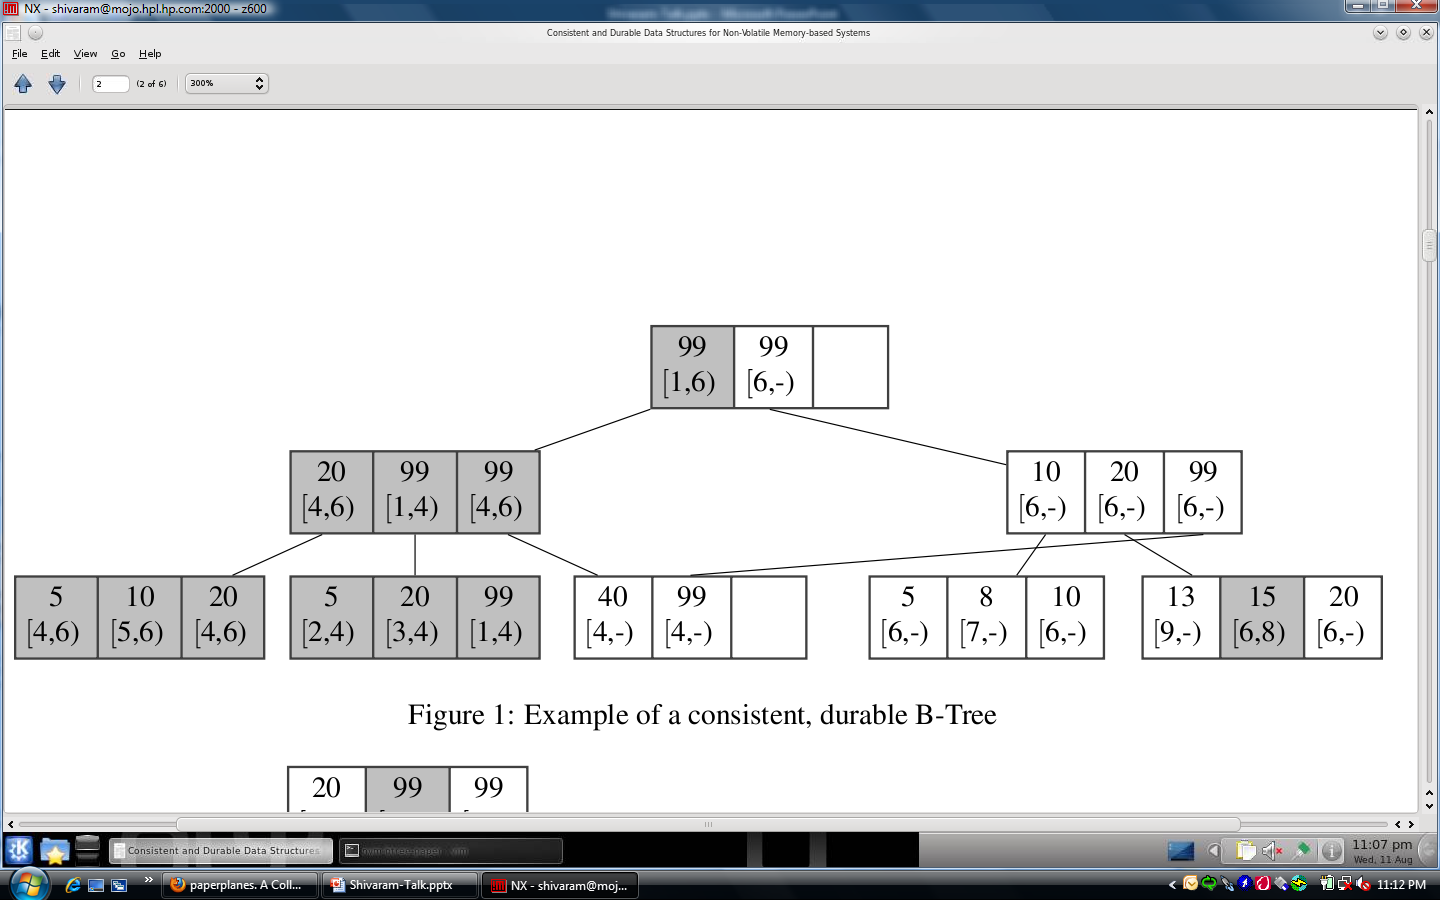 NX - shivaram@mojo.hpl.hp.com:2000 - z600
Consistent and Durable Data Structures for Non-Volatile Memory-based Systems
File Edit View Go Help
2 (2 of 6) 300%
99 99
[1,6) [6,-)
20 99 99 10 20 99
[4,6) [1,4) [4,6) [6,-) [6,-) [6,-)
5 10 20 5 20 99 40 99 5 8 10 13 15 20
[4,6) [5,6) [4,6) [2,4) [3,4) [1,4) [4,-) [4,-) [6,-) [7,-) [6,-) [9,-) [6,8) [6,-)
Figure 1: Example of a consistent, durable B-Tree
20 99 99
Consistent and Durable Data Structures
11:07 pm
Wed, 11 Aug
paperplanes. A Coll... Shivaram-Talk.pptx NX - shivaram@moj... 11:12 PM